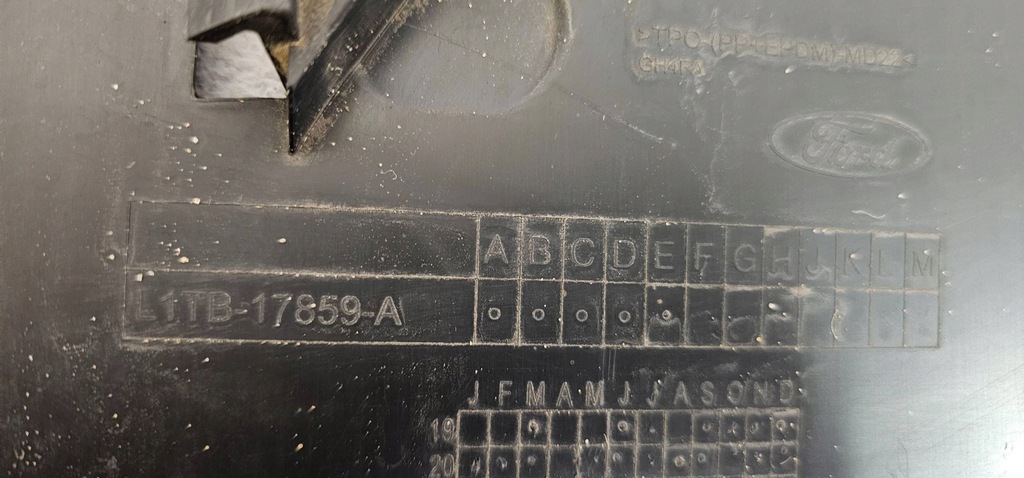 >TPO-(PP+EPDM)-MD22<
Ford
A B C D E F G H J K L M
L1TB-17859-A
J F M A M J J A S O N D
19
20